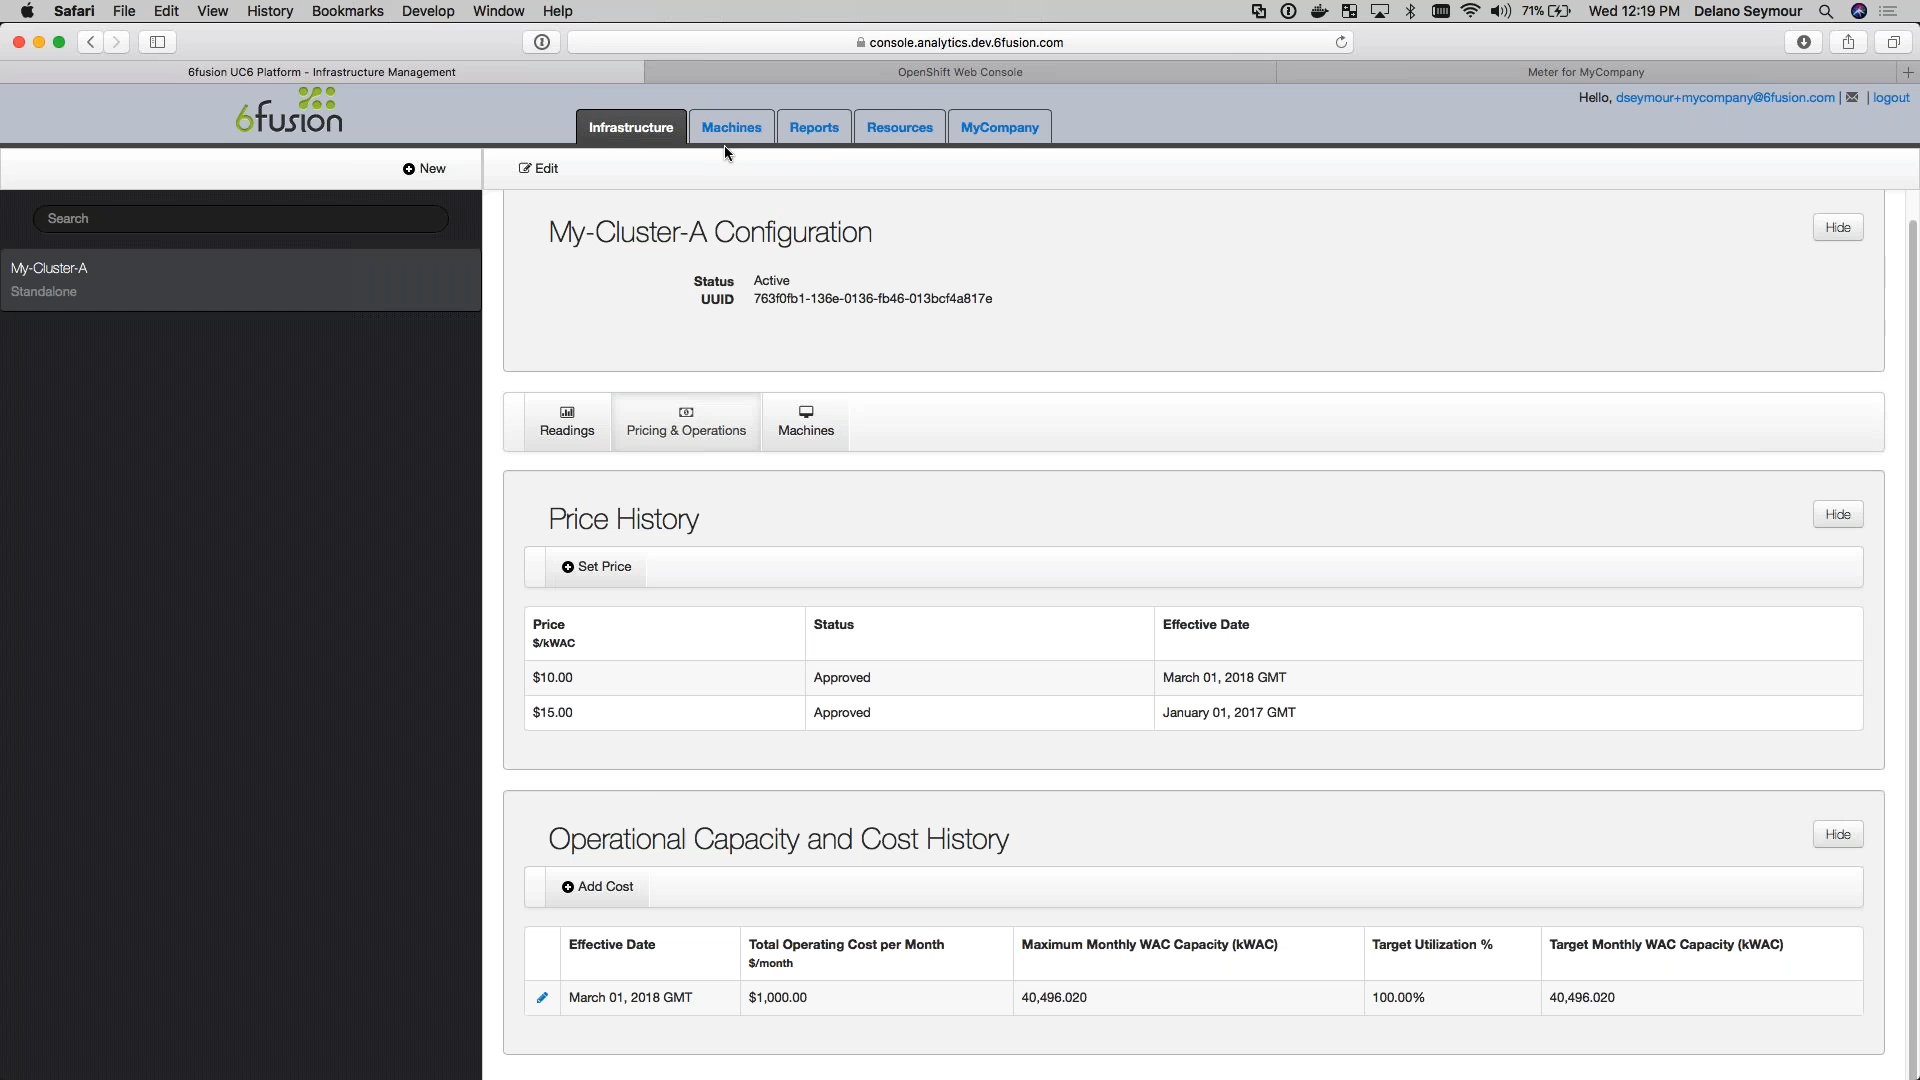 Safari File Edit View History Bookmarks Develop Window Help 71% Wed 12:19 PM Delano Seymour
console.analytics.dev.6fusion.com
6fusion UC6 Platform - Infrastructure Management OpenShift Web Console Meter for MyCompany
6fusion
Hello, dseymour+mycompany@6fusion.com | | logout
Infrastructure Machines Reports Resources MyCompany
New
Edit
Search
My-Cluster-A
Standalone
My-Cluster-A Configuration
Hide
Status Active
UUID 763f0fb1-136e-0136-fb46-013bcf4a817e
Readings Pricing & Operations Machines
Price History
Hide
Set Price
Price Status Effective Date
$/kWAC
$10.00 Approved March 01, 2018 GMT
$15.00 Approved January 01, 2017 GMT
Operational Capacity and Cost History
Hide
Add Cost
Effective Date Total Operating Cost per Month Maximum Monthly WAC Capacity (kWAC) Target Utilization % Target Monthly WAC Capacity (kWAC)
$/month
March 01, 2018 GMT $1,000.00 40,496.020 100.00% 40,496.020